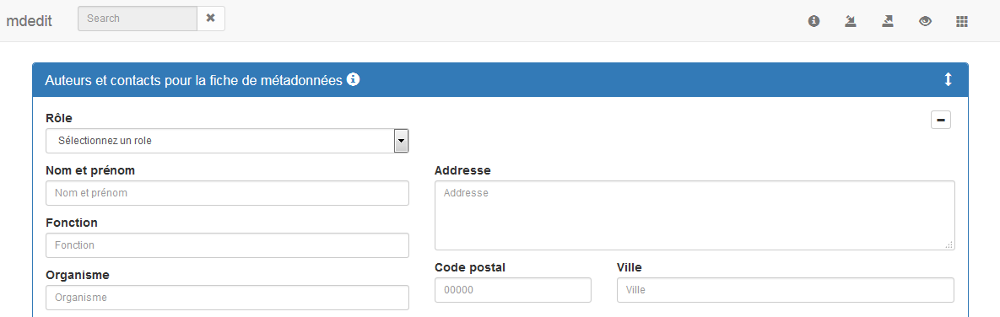 mdedit
Search
Auteurs et contacts pour la fiche de métadonnées
Rôle
Sélectionnez un role
Nom et prénom
Nom et prénom
Fonction
Fonction
Organisme
Organisme
Addresse
Addresse
Code postal
00000
Ville
Ville